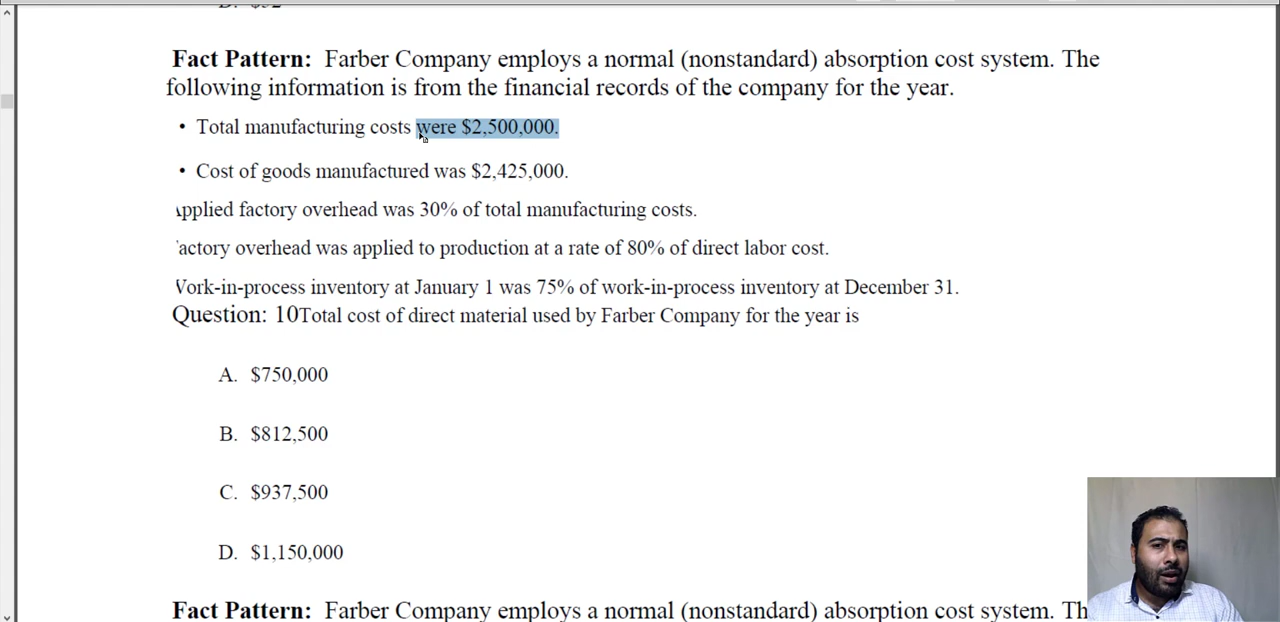 Fact Pattern: Farber Company employs a normal (nonstandard) absorption cost system. The
following information is from the financial records of the company for the year.
• Total manufacturing costs were $2,500,000.
• Cost of goods manufactured was $2,425,000.
pplied factory overhead was 30% of total manufacturing costs.
actory overhead was applied to production at a rate of 80% of direct labor cost.
Vork-in-process inventory at January 1 was 75% of work-in-process inventory at December 31.
Question: 10Total cost of direct material used by Farber Company for the year is
A. $750,000
B. $812,500
C. $937,500
D. $1,150,000
Fact Pattern: Farber Company employs a normal (nonstandard) absorption cost system. Th